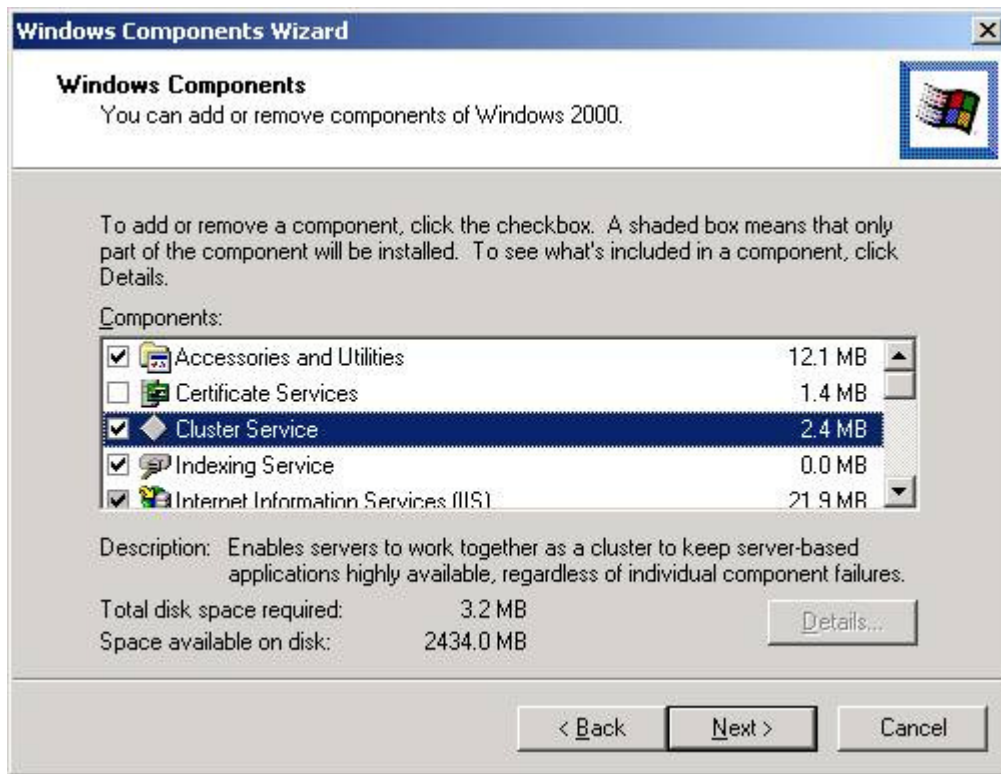 Windows Components Wizard
Windows Components
You can add or remove components of Windows 2000.
To add or remove a component, click the checkbox. A shaded box means that only
part of the component will be installed. To see what's included in a component, click
Details.
Components:
Accessories and Utilities 12.1 MB
Certificate Services 1.4 MB
Cluster Service 2.4 MB
Indexing Service 0.0 MB
Internet Information Services (IIS) 21.9 MB
Description: Enables servers to work together as a cluster to keep server-based
applications highly available, regardless of individual component failures.
Total disk space required: 3.2 MB
Space available on disk: 2434.0 MB
Details...
< Back Next > Cancel